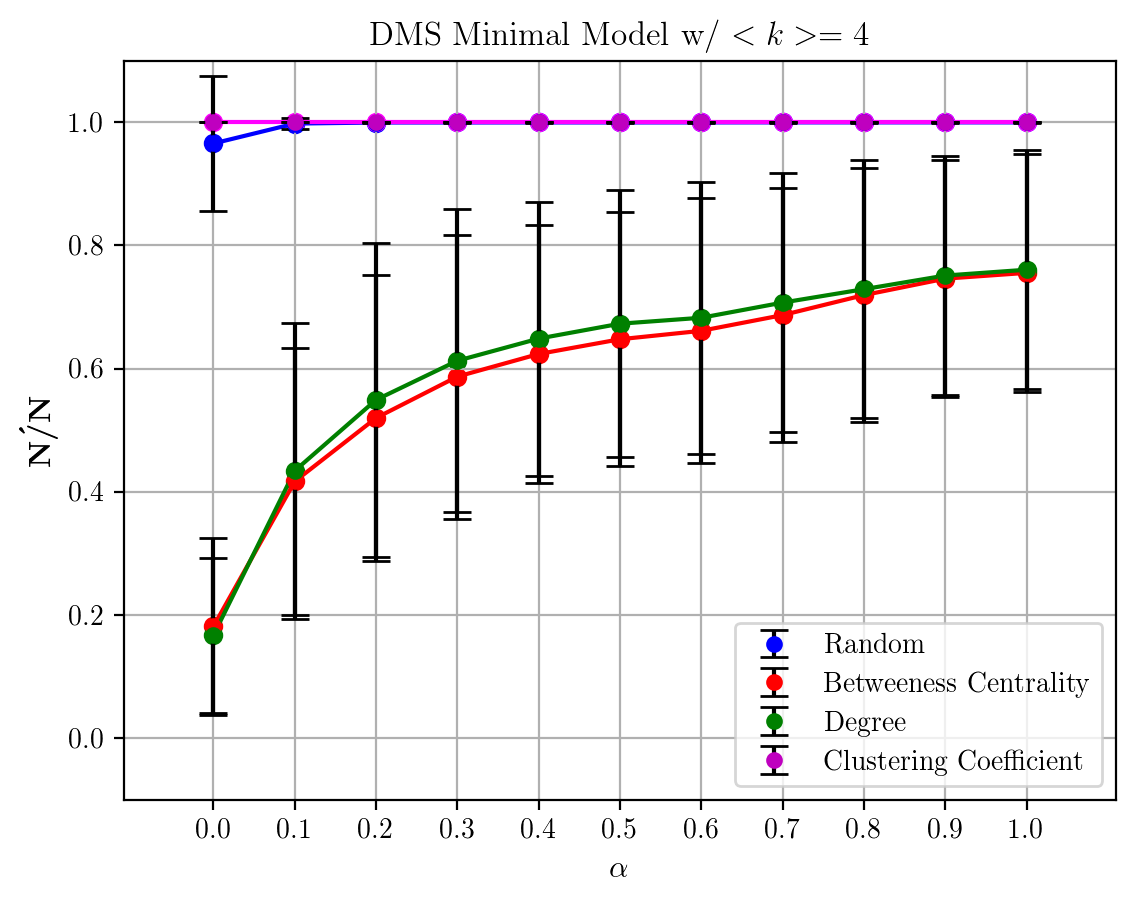 DMS Minimal Model w/ < k >= 4
1.0
0.8
0.6
0.4
0.2
0.0
N´/N
0.0 0.1 0.2 0.3 0.4 0.5 0.6 0.7 0.8 0.9 1.0
α
Random
Betweeness Centrality
Degree
Clustering Coefficient